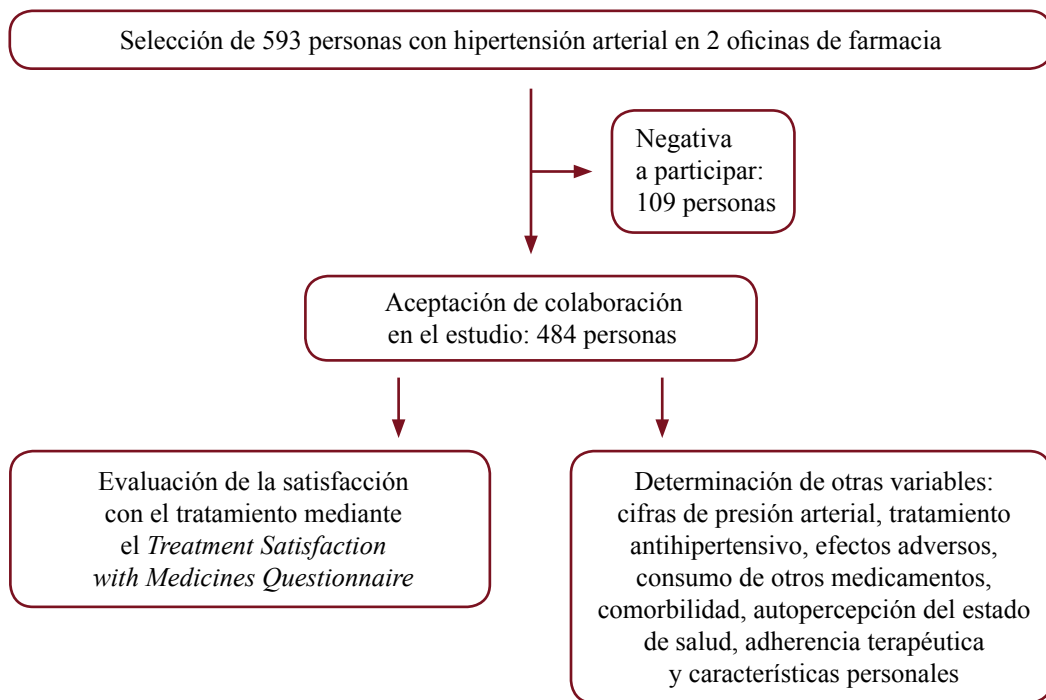 Selección de 593 personas con hipertensión arterial en 2 oficinas de farmacia
Negativa
a participar:
109 personas
Aceptación de colaboración
en el estudio: 484 personas
Evaluación de la satisfacción
con el tratamiento mediante
el Treatment Satisfaction
with Medicines Questionnaire
Determinación de otras variables:
cifras de presión arterial, tratamiento
antihipertensivo, efectos adversos,
consumo de otros medicamentos,
comorbilidad, autopercepción del estado
de salud, adherencia terapéutica
y características personales